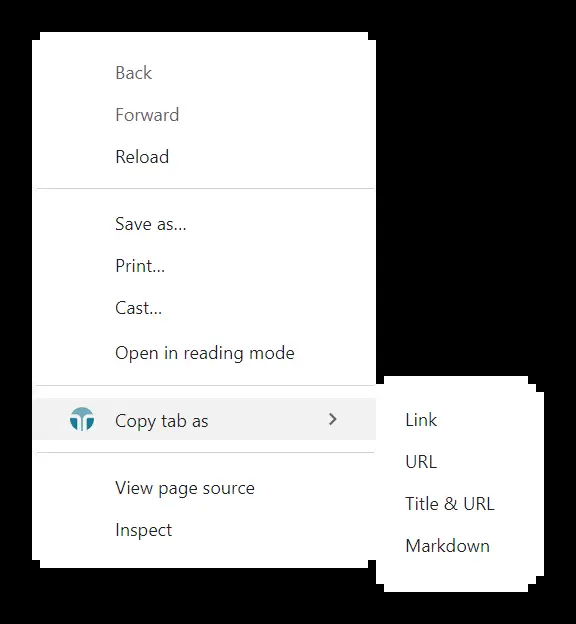 Back
Forward
Reload
Save as...
Print...
Cast...
Open in reading mode
Copy tab as
View page source
Inspect
Link
URL
Title & URL
Markdown